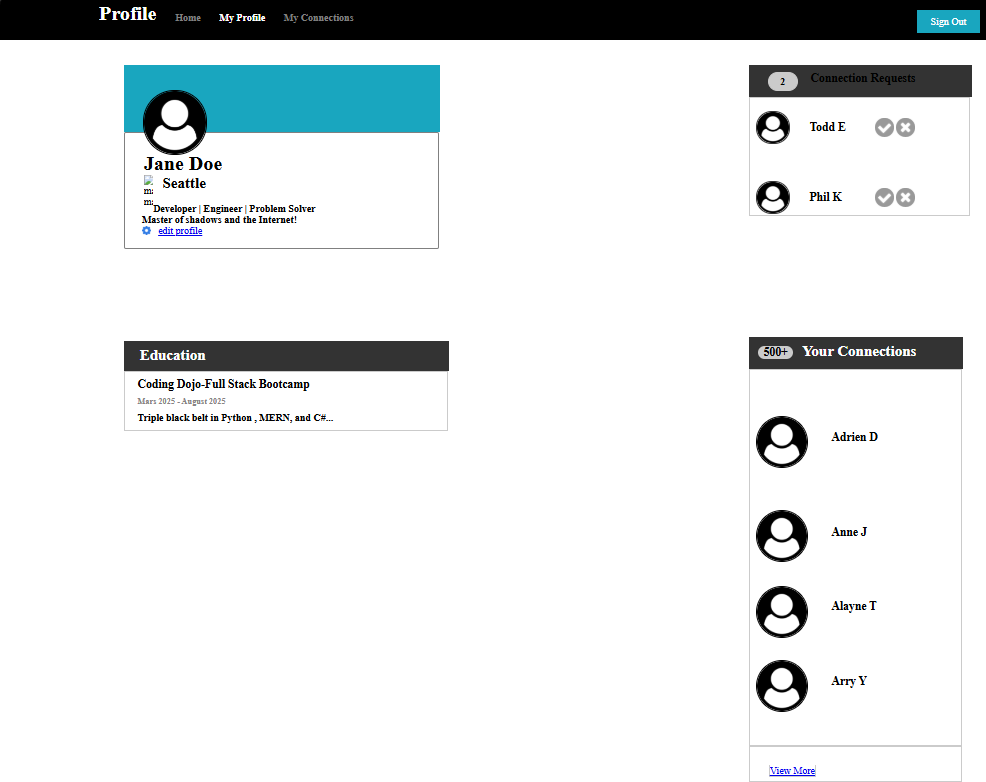 Profile Home My Profile My Connections Sign Out
Jane Doe
m
Seattle
m
Developer | Engineer | Problem Solver
Master of shadows and the Internet!
edit profile
2 Connection Requests
Todd E
Phil K
Education
Coding Dojo-Full Stack Bootcamp
Mars 2025 - August 2025
Triple black belt in Python , MERN, and C#...
500+ Your Connections
Adrien D
Anne J
Alayne T
Arry Y
View More